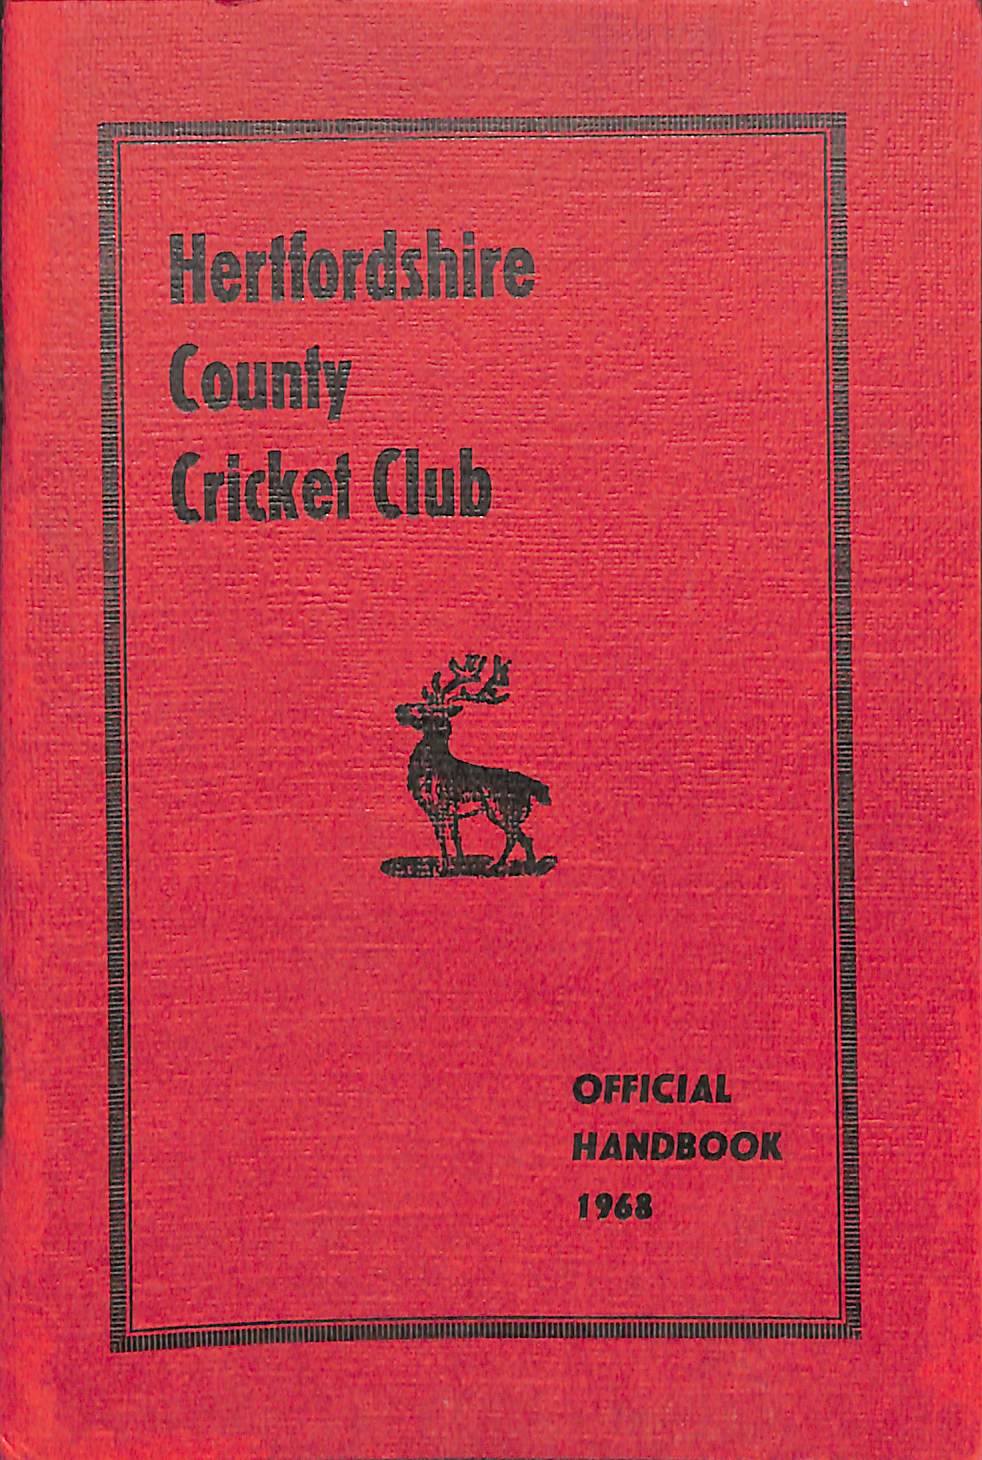 Hertfordshire
County
Cricket Club
OFFICIAL
HANDBOOK
1968